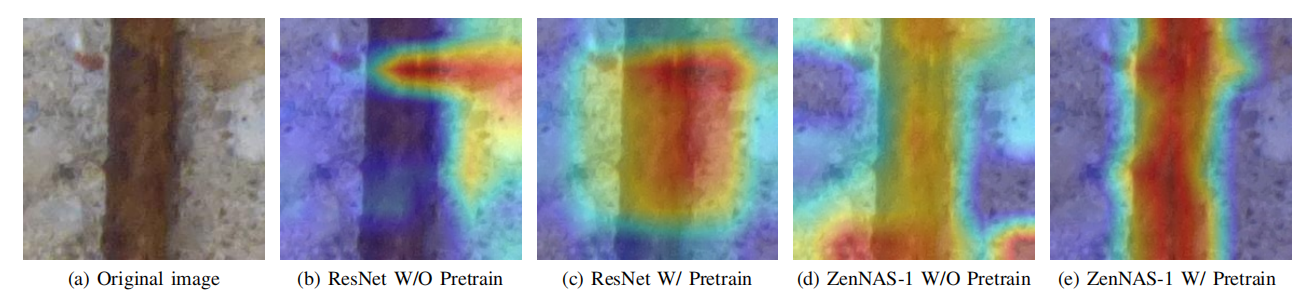 (a) Original image
(b) ResNet W/O Pretrain
(c) ResNet W/ Pretrain
(d) ZenNAS-1 W/O Pretrain
(e) ZenNAS-1 W/ Pretrain